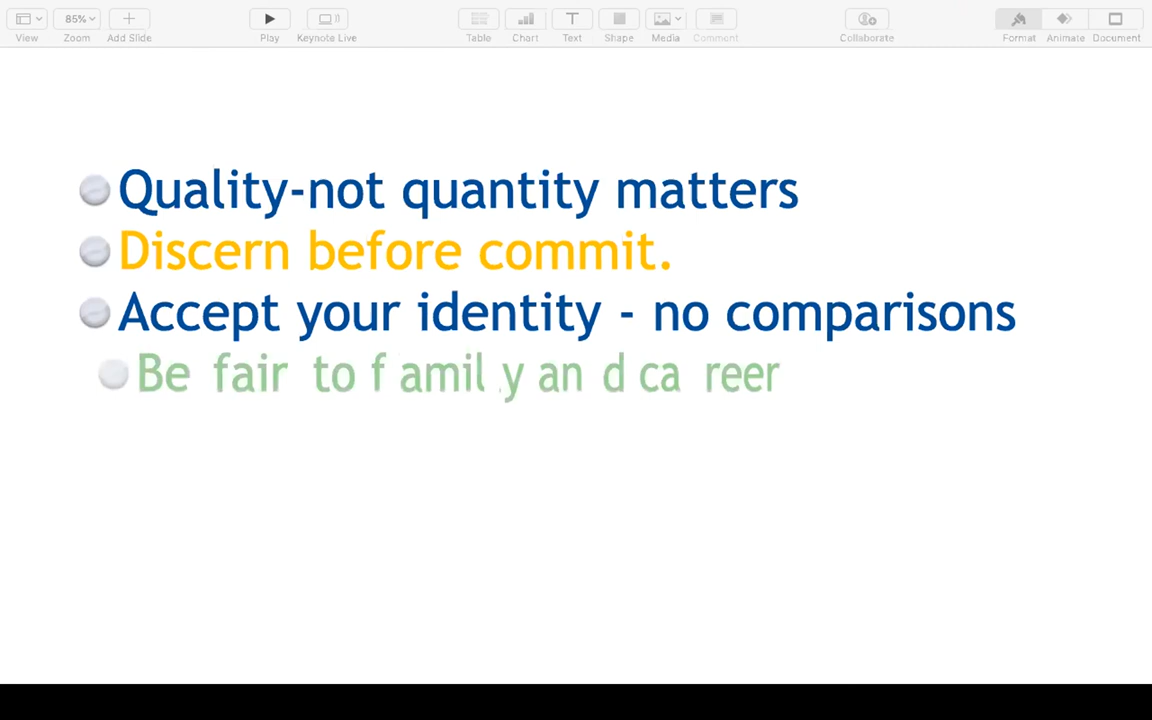 85%
View Zoom Add Slide Play Keynote Live Table Chart Text Shape Media Comment Collaborate Format Animate Document
Quality-not quantity matters
Discern before commit.
Accept your identity - no comparisons
Be fair to family and career